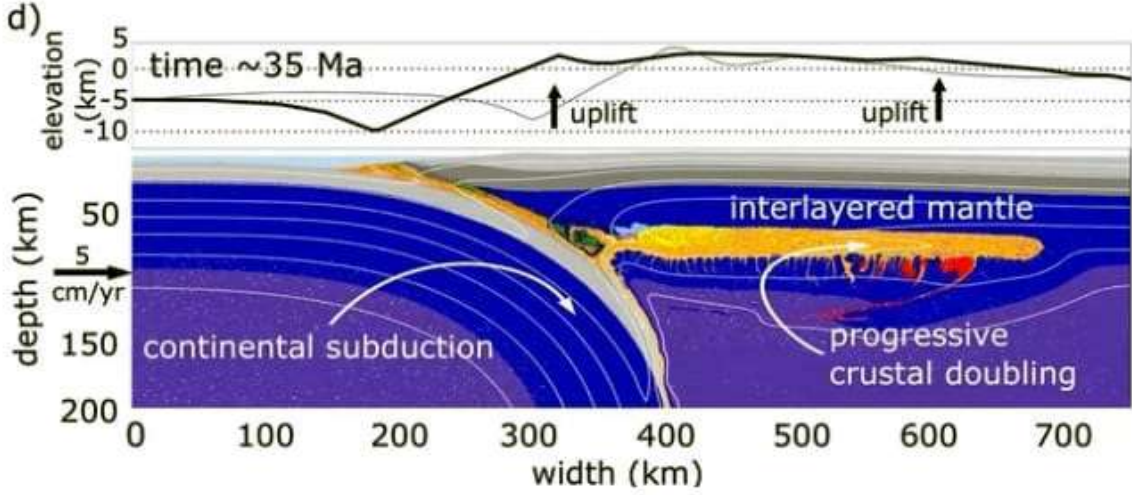 d)
elevation
(km)
5
0
-5
-10
time ~35 Ma
uplift
uplift
depth (km)
50
5
cm/yr
150
200
interlayered mantle
continental subduction
progressive
crustal doubling
0 100 200 300 400 500 600 700
width (km)